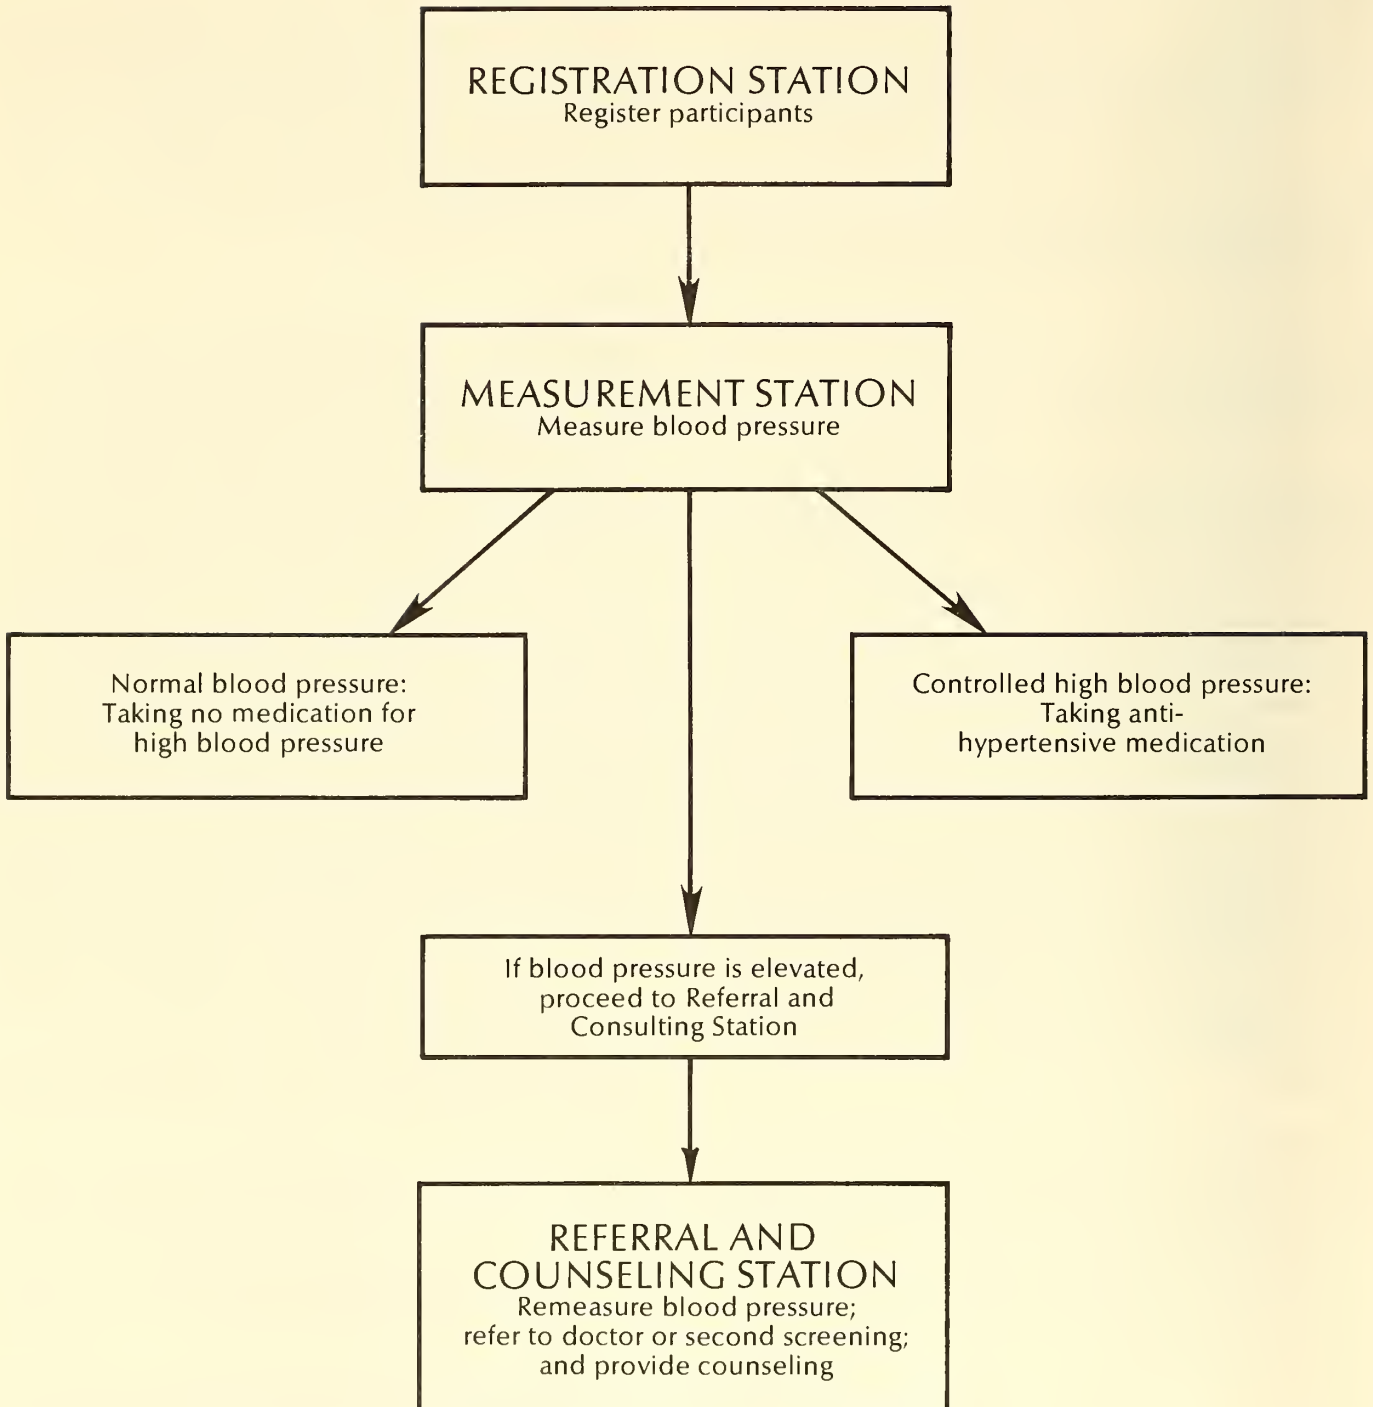 REGISTRATION STATION
Register participants
MEASUREMENT STATION
Measure blood pressure
Normal blood pressure:
Taking no medication for
high blood pressure
Controlled high blood pressure:
Taking anti-
hypertensive medication
If blood pressure is elevated,
proceed to Referral and
Consulting Station
REFERRAL AND
COUNSELING STATION
Remeasure blood pressure;
refer to doctor or second screening;
and provide counseling